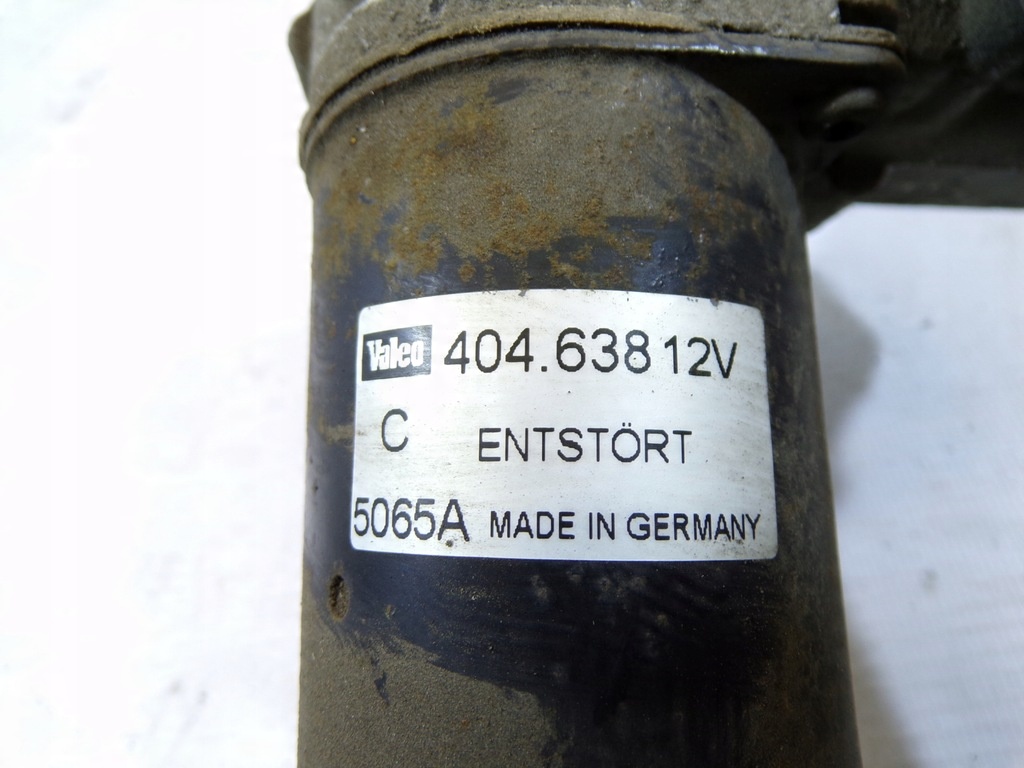 Valeo 404.638 12V
C ENTSTÖRT
5065A MADE IN GERMANY